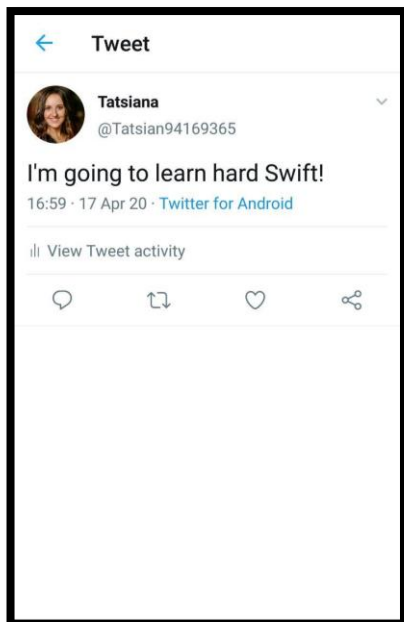 Tweet
Tatsiana
@Tatsian94169365
I'm going to learn hard Swift!
16:59 · 17 Apr 20 · Twitter for Android
View Tweet activity